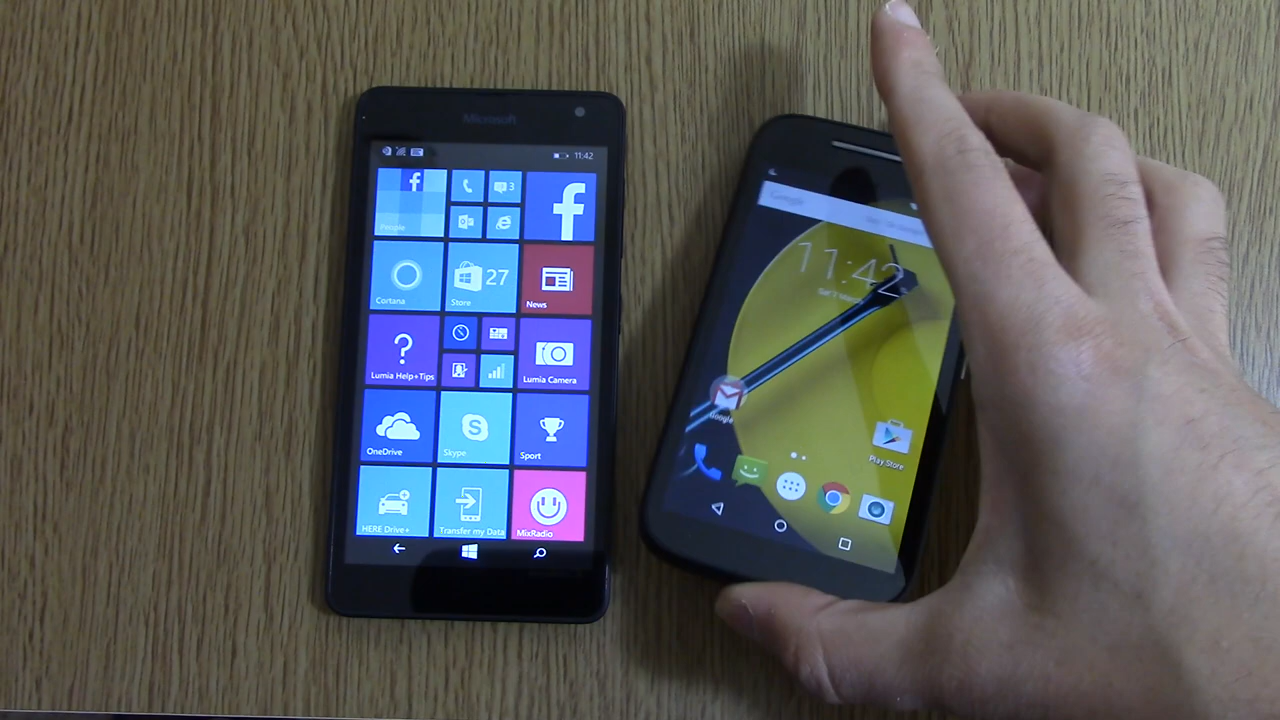 Microsoft
11:42
People
3
Cortana
Store
27
News
Lumia Help+Tips
Lumia Camera
OneDrive
Skype
Sport
HERE Drive+
Transfer my Data
MixRadio
Google
11:42
Google
Play Store